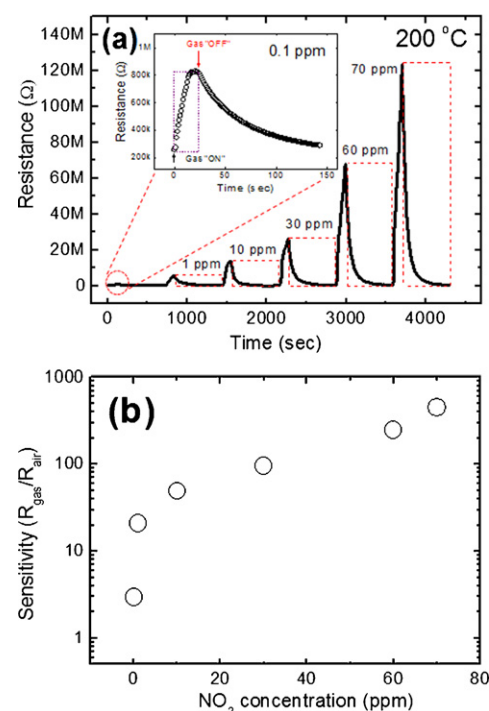 (a)
200 °C
Gas "OFF"
0.1 ppm
1M
800k
600k
400k
200k
Resistance (Ω)
Gas "ON"
0 50 100 150
Time (sec)
140M
120M
100M
80M
60M
40M
20M
0
Resistance (Ω)
1 ppm
10 ppm
30 ppm
60 ppm
70 ppm
0 1000 2000 3000 4000
Time (sec)
(b)
1000
100
10
1
Sensitivity (Rgas/Rair)
0 20 40 60 80
NO2 concentration (ppm)